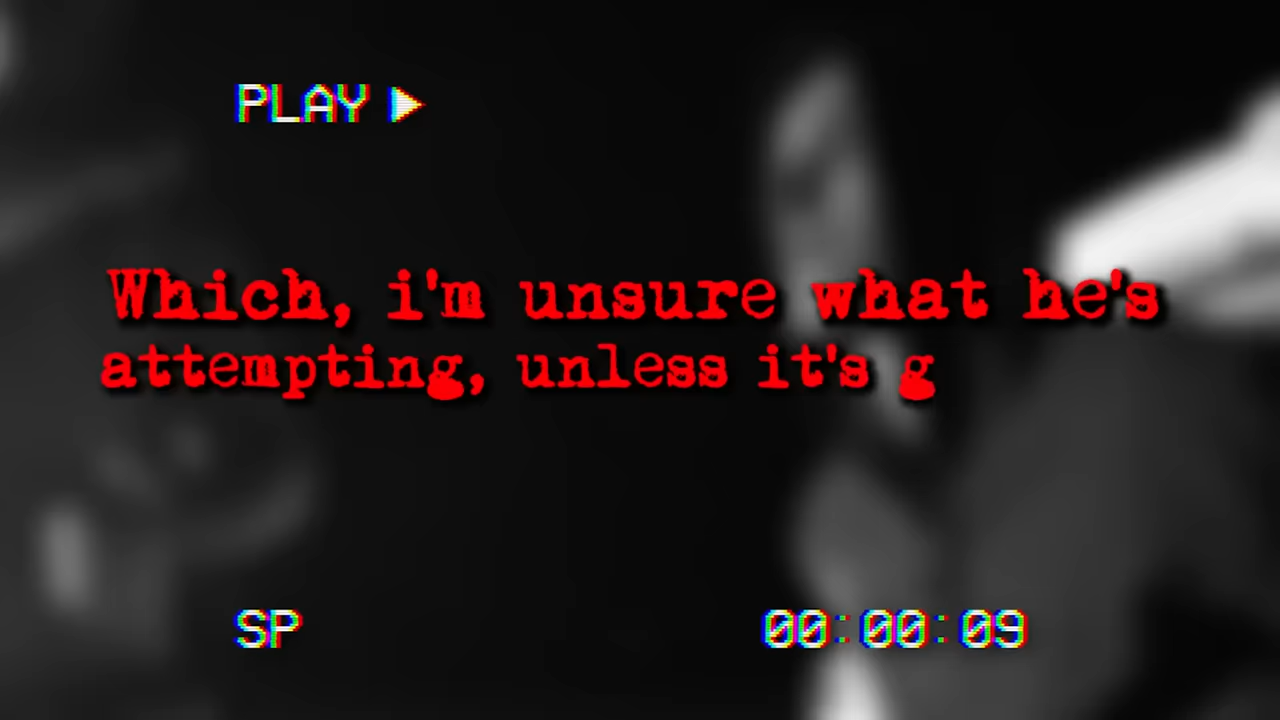 PLAY
Which, i'm unsure what he's
attempting, unless it's g
SP
00:00:09